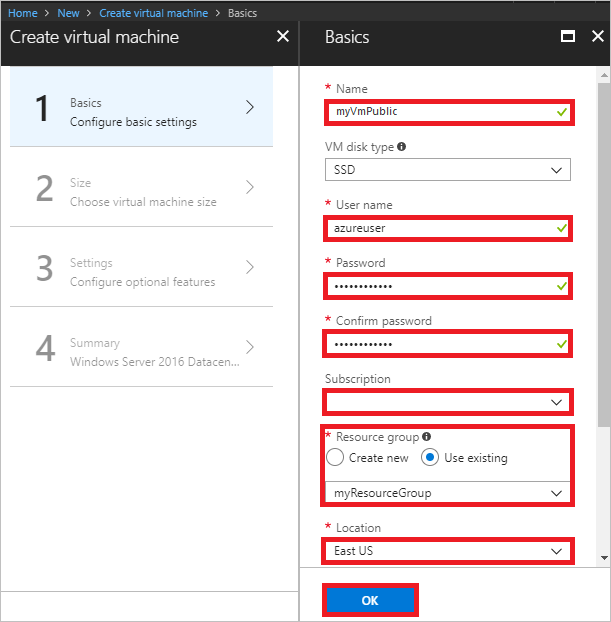 Home > New > Create virtual machine > Basics
Create virtual machine
1
Basics
Configure basic settings
2
Size
Choose virtual machine size
3
Settings
Configure optional features
4
Summary
Windows Server 2016 Datacen...
Basics
* Name
myVmPublic
VM disk type
SSD
* User name
azureuser
* Password
••••••••••••
* Confirm password
••••••••••••
Subscription
* Resource group
Create new Use existing
myResourceGroup
* Location
East US
OK